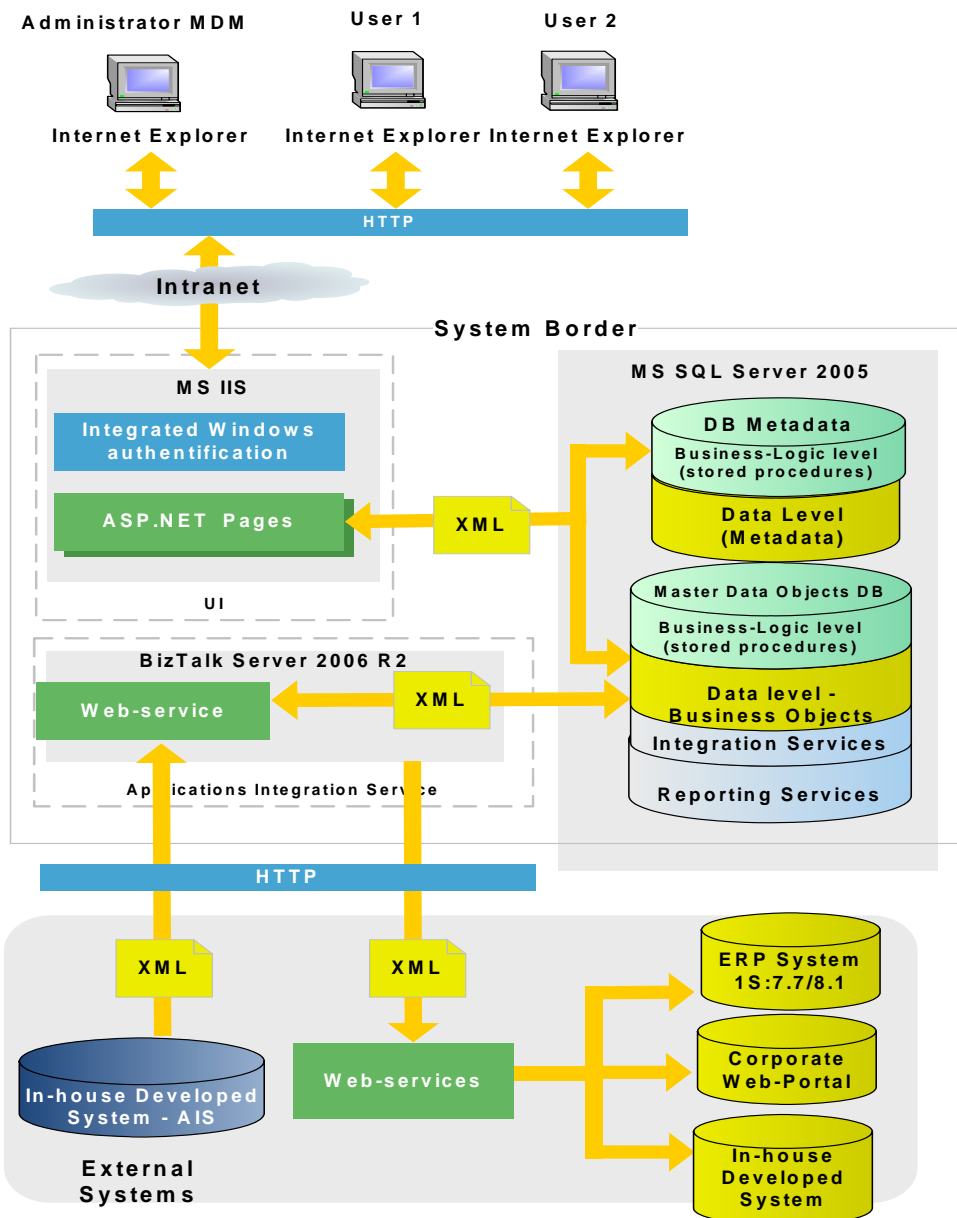 Administrator MDM
User 1
User 2
Internet Explorer
Internet Explorer
Internet Explorer
HTTP
Intranet
System Border
MS IIS
Integrated Windows
authentification
ASP.NET Pages
UI
XML
MS SQL Server 2005
DB Metadata
Business-Logic level
(stored procedures)
Data Level
(Metadata)
Master Data Objects DB
Business-Logic level
(stored procedures)
Data level -
Business Objects
Integration Services
Reporting Services
BizTalk Server 2006 R2
Web-service
XML
Applications Integration Service
HTTP
XML
XML
In-house Developed
System - AIS
Web-services
ERP System
1S:7.7/8.1
Corporate
Web-Portal
In-house
Developed
System
External
Systems